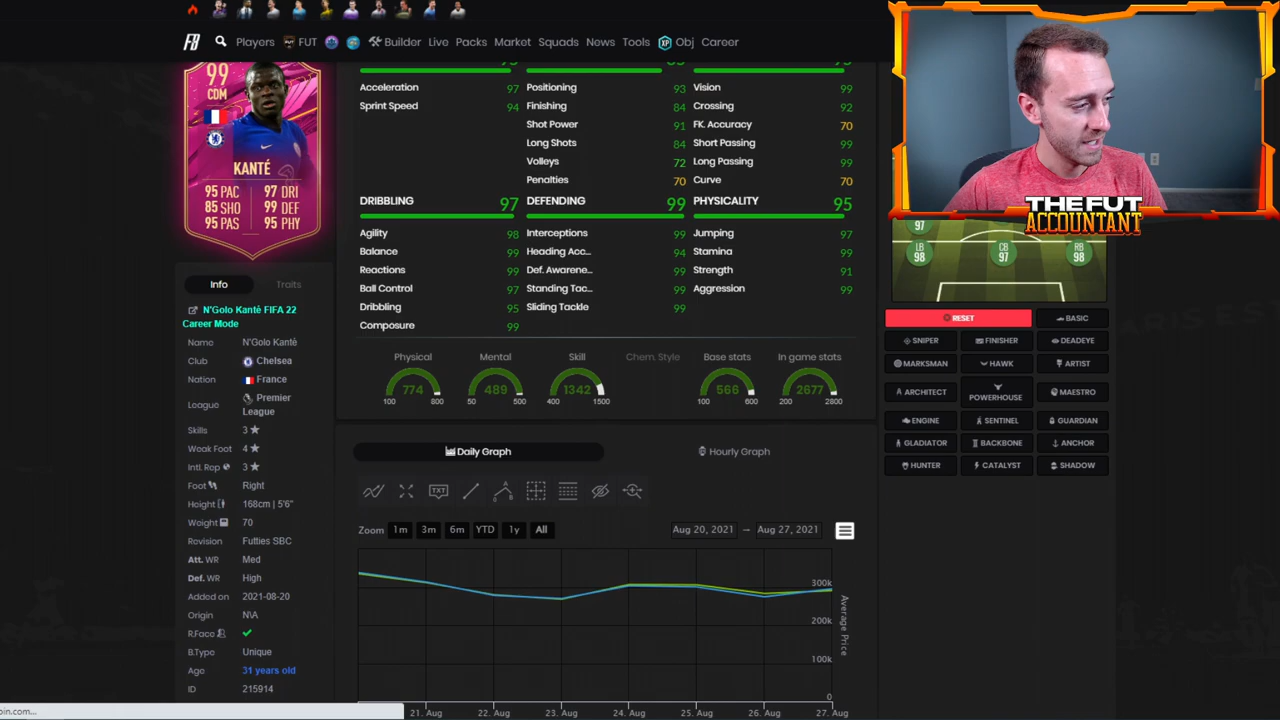 F8 Players FUT Builder Live Packs Market Squads News Tools XP Obj Career
99
CDM
KANTÉ
95 PAC 97 DRI
85 SHO 99 DEF
95 PAS 95 PHY
Info Traits
N'Golo Kanté FIFA 22
Career Mode
Name N'Golo Kanté
Club Chelsea
Nation France
League Premier
League
Skills 3
Weak Foot 4
Intl. Rep 3
Foot Right
Height 168cm | 5'6"
Weight 70
Revision Futties SBC
Att. WR Med
Def. WR High
Added on 2021-08-20
Origin N\A
R.Face
B.Type Unique
Age 31 years old
ID 215914
oin.com...
Acceleration 97
Sprint Speed 94
Positioning 93
Finishing 84
Shot Power 91
Long Shots 84
Volleys 72
Penalties 70
Vision 99
Crossing 92
FK. Accuracy 70
Short Passing 99
Long Passing 99
Curve 70
DRIBBLING 97
Agility 98
Balance 99
Reactions 99
Ball Control 97
Dribbling 95
Composure 99
DEFENDING 99
Interceptions 99
Heading Acc... 94
Def. Awarene... 99
Standing Tac... 99
Sliding Tackle 99
PHYSICALITY 95
Jumping 97
Stamina 99
Strength 91
Aggression 99
Physical Mental Skill Chem. Style Base stats In game stats
774 489 1342 566 2677
100 800 50 500 400 1500 100 600 200 2800
Daily Graph Hourly Graph
TXT
Zoom 1m 3m 6m YTD 1y All Aug 20, 2021 → Aug 27, 2021
300k
200k
100k
0
Average Price
21. Aug 22. Aug 23. Aug 24. Aug 25. Aug 26. Aug 27. Aug
THE FUT
ACCOUNTANT
97
LB CB RB
98 97 98
RESET BASIC
SNIPER FINISHER DEADEYE
MARKSMAN HAWK ARTIST
ARCHITECT POWERHOUSE MAESTRO
ENGINE SENTINEL GUARDIAN
GLADIATOR BACKBONE ANCHOR
HUNTER CATALYST SHADOW